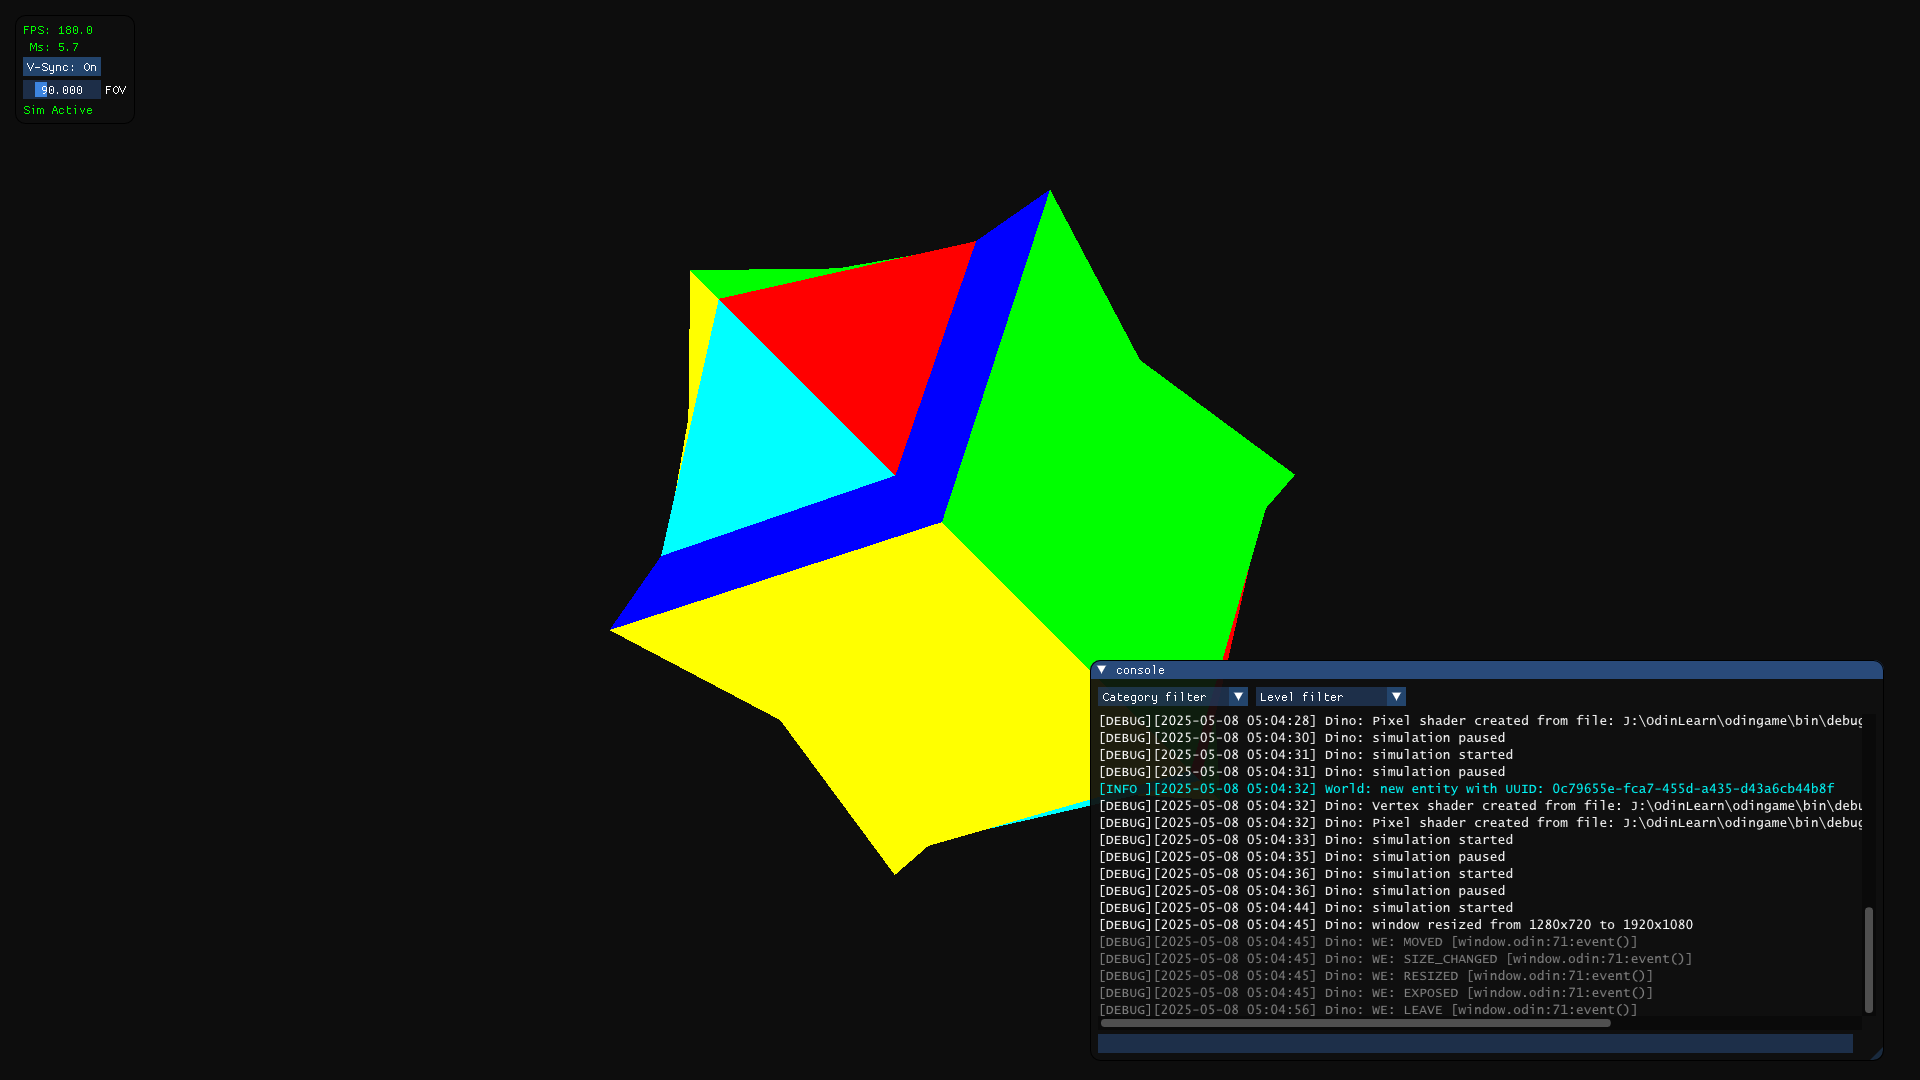 FPS: 180.0
Ms: 5.7
V-Sync: On
90.000 FOV
Sim Active
console
Category filter Level filter
[DEBUG][2025-05-08 05:04:28] Dino: Pixel shader created from file: J:\OdinLearn\odingame\bin\debug
[DEBUG][2025-05-08 05:04:30] Dino: simulation paused
[DEBUG][2025-05-08 05:04:31] Dino: simulation started
[DEBUG][2025-05-08 05:04:31] Dino: simulation paused
[INFO ][2025-05-08 05:04:32] World: new entity with UUID: 0c79655e-fca7-455d-a435-d43a6cb44b8f
[DEBUG][2025-05-08 05:04:32] Dino: Vertex shader created from file: J:\OdinLearn\odingame\bin\debu
[DEBUG][2025-05-08 05:04:32] Dino: Pixel shader created from file: J:\OdinLearn\odingame\bin\debug
[DEBUG][2025-05-08 05:04:33] Dino: simulation started
[DEBUG][2025-05-08 05:04:35] Dino: simulation paused
[DEBUG][2025-05-08 05:04:36] Dino: simulation started
[DEBUG][2025-05-08 05:04:36] Dino: simulation paused
[DEBUG][2025-05-08 05:04:44] Dino: simulation started
[DEBUG][2025-05-08 05:04:45] Dino: window resized from 1280x720 to 1920x1080
[DEBUG][2025-05-08 05:04:45] Dino: WE: MOVED [window.odin:71:event()]
[DEBUG][2025-05-08 05:04:45] Dino: WE: SIZE_CHANGED [window.odin:71:event()]
[DEBUG][2025-05-08 05:04:45] Dino: WE: RESIZED [window.odin:71:event()]
[DEBUG][2025-05-08 05:04:45] Dino: WE: EXPOSED [window.odin:71:event()]
[DEBUG][2025-05-08 05:04:56] Dino: WE: LEAVE [window.odin:71:event()]